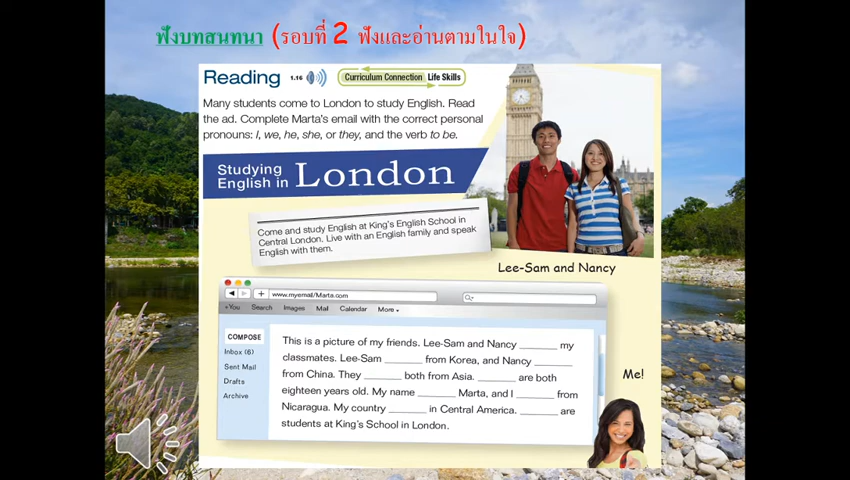 ฟังบทสนทนา (รอบที่ 2 ฟังและอ่านตามในใจ)
Reading 1.16 Curriculum Connection Life Skills
Many students come to London to study English. Read
the ad. Complete Marta's email with the correct personal
pronouns: I, we, he, she, or they, and the verb to be.
Studying
English in London
Come and study English at King's English School in
Central London. Live with an English family and speak
English with them.
Lee-Sam and Nancy
www.myemail/Marta.com
+You Search Images Mail Calendar More
COMPOSE
Inbox (6)
Sent Mail
Drafts
Archive
This is a picture of my friends. Lee-Sam and Nancy _______ my
classmates. Lee-Sam _______ from Korea, and Nancy _______
from China. They _______ both from Asia. _______ are both
eighteen years old. My name _______ Marta, and I _______ from
Nicaragua. My country _______ in Central America. _______ are
students at King's School in London.
Me!